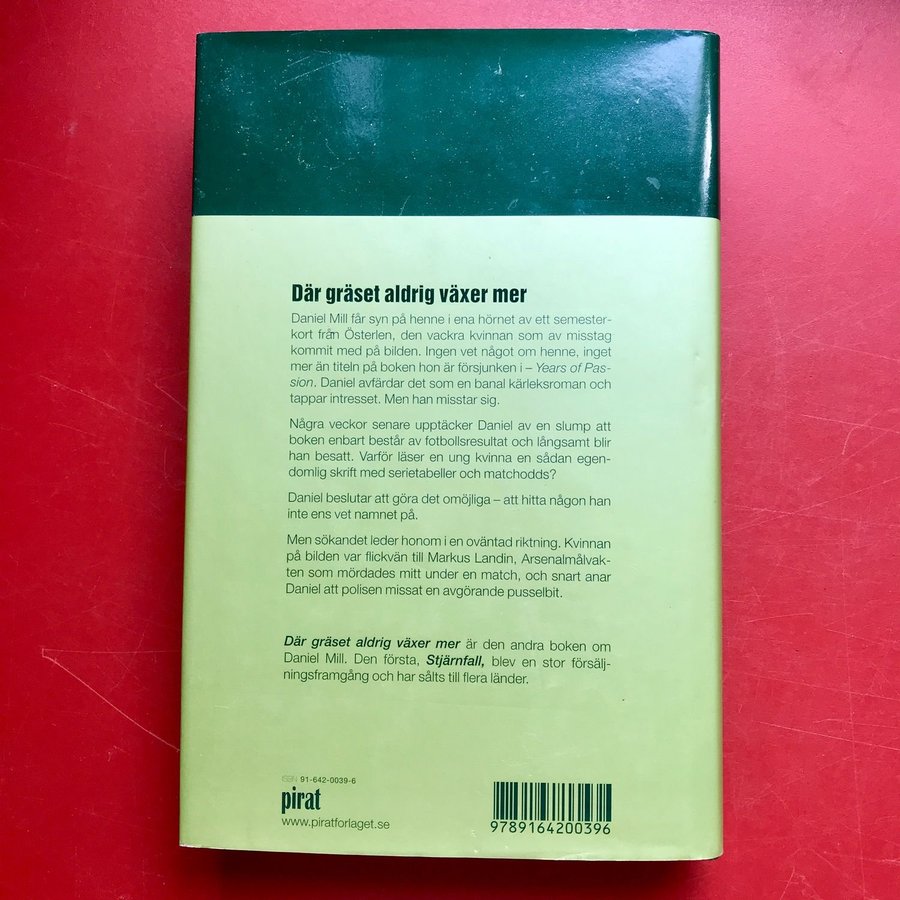 Där gräset aldrig växer mer
Daniel Mill får syn på henne i ena hörnet av ett semester-
kort från Österlen, den vackra kvinnan som av misstag
kommit med på bilden. Ingen vet något om henne, inget
mer än titeln på boken hon är försjunken i – Years of Pas-
sion. Daniel avfärdar det som en banal kärleksroman och
tappar intresset. Men han misstar sig.
Några veckor senare upptäcker Daniel av en slump att
boken enbart består av fotbollsresultat och långsamt blir
han besatt. Varför läser en ung kvinna en sådan egen-
domlig skrift med serietabeller och matchodds?
Daniel beslutar att göra det omöjliga – att hitta någon han
inte ens vet namnet på.
Men sökandet leder honom i en oväntad riktning. Kvinnan
på bilden var flickvän till Markus Landin, Arsenalmålvak-
ten som mördades mitt under en match, och snart anar
Daniel att polisen missat en avgörande pusselbit.
Där gräset aldrig växer mer är den andra boken om
Daniel Mill. Den första, Stjärnfall, blev en stor försälj-
ningsframgång och har sålts till flera länder.
ISBN 91-642-0039-6
pirat
www.piratforlaget.se
9789164200396